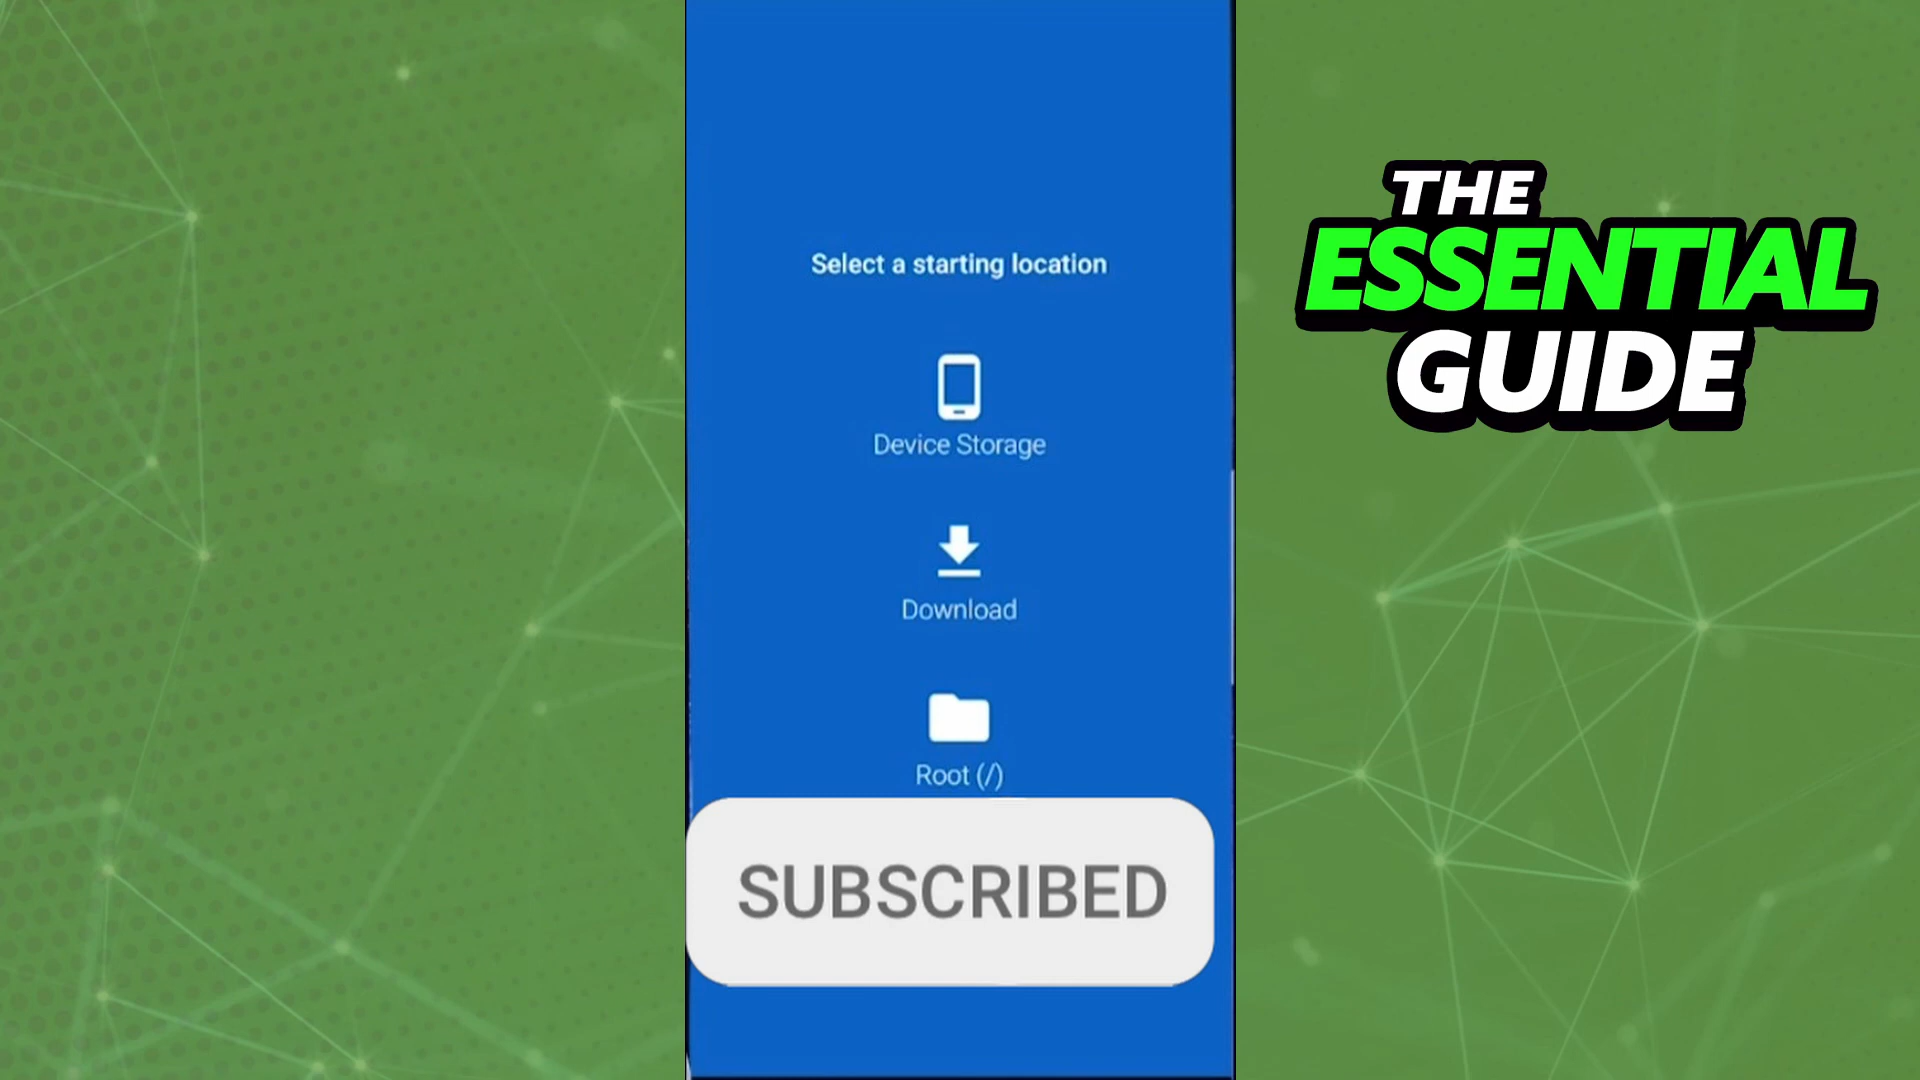 Select a starting location
Device Storage
Download
Root (/)
SUBSCRIBED
THE
ESSENTIAL
GUIDE